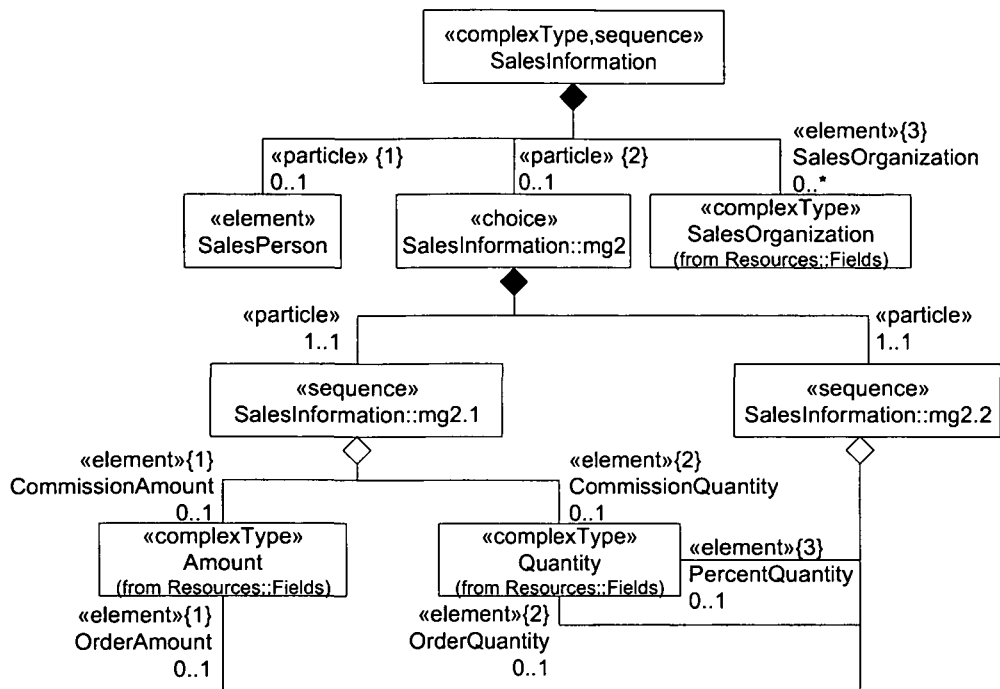 «complexType,sequence»
SalesInformation
«particle» {1}
0..1
«particle» {2}
0..1
«element»{3}
SalesOrganization
0..*
«element»
SalesPerson
«choice»
SalesInformation::mg2
«complexType»
SalesOrganization
(from Resources::Fields)
«particle»
1..1
«particle»
1..1
«sequence»
SalesInformation::mg2.1
«sequence»
SalesInformation::mg2.2
«element»{1}
CommissionAmount
0..1
«element»{2}
CommissionQuantity
0..1
«complexType»
Amount
(from Resources::Fields)
«complexType»
Quantity
(from Resources::Fields)
«element»{3}
PercentQuantity
0..1
«element»{1}
OrderAmount
0..1
«element»{2}
OrderQuantity
0..1